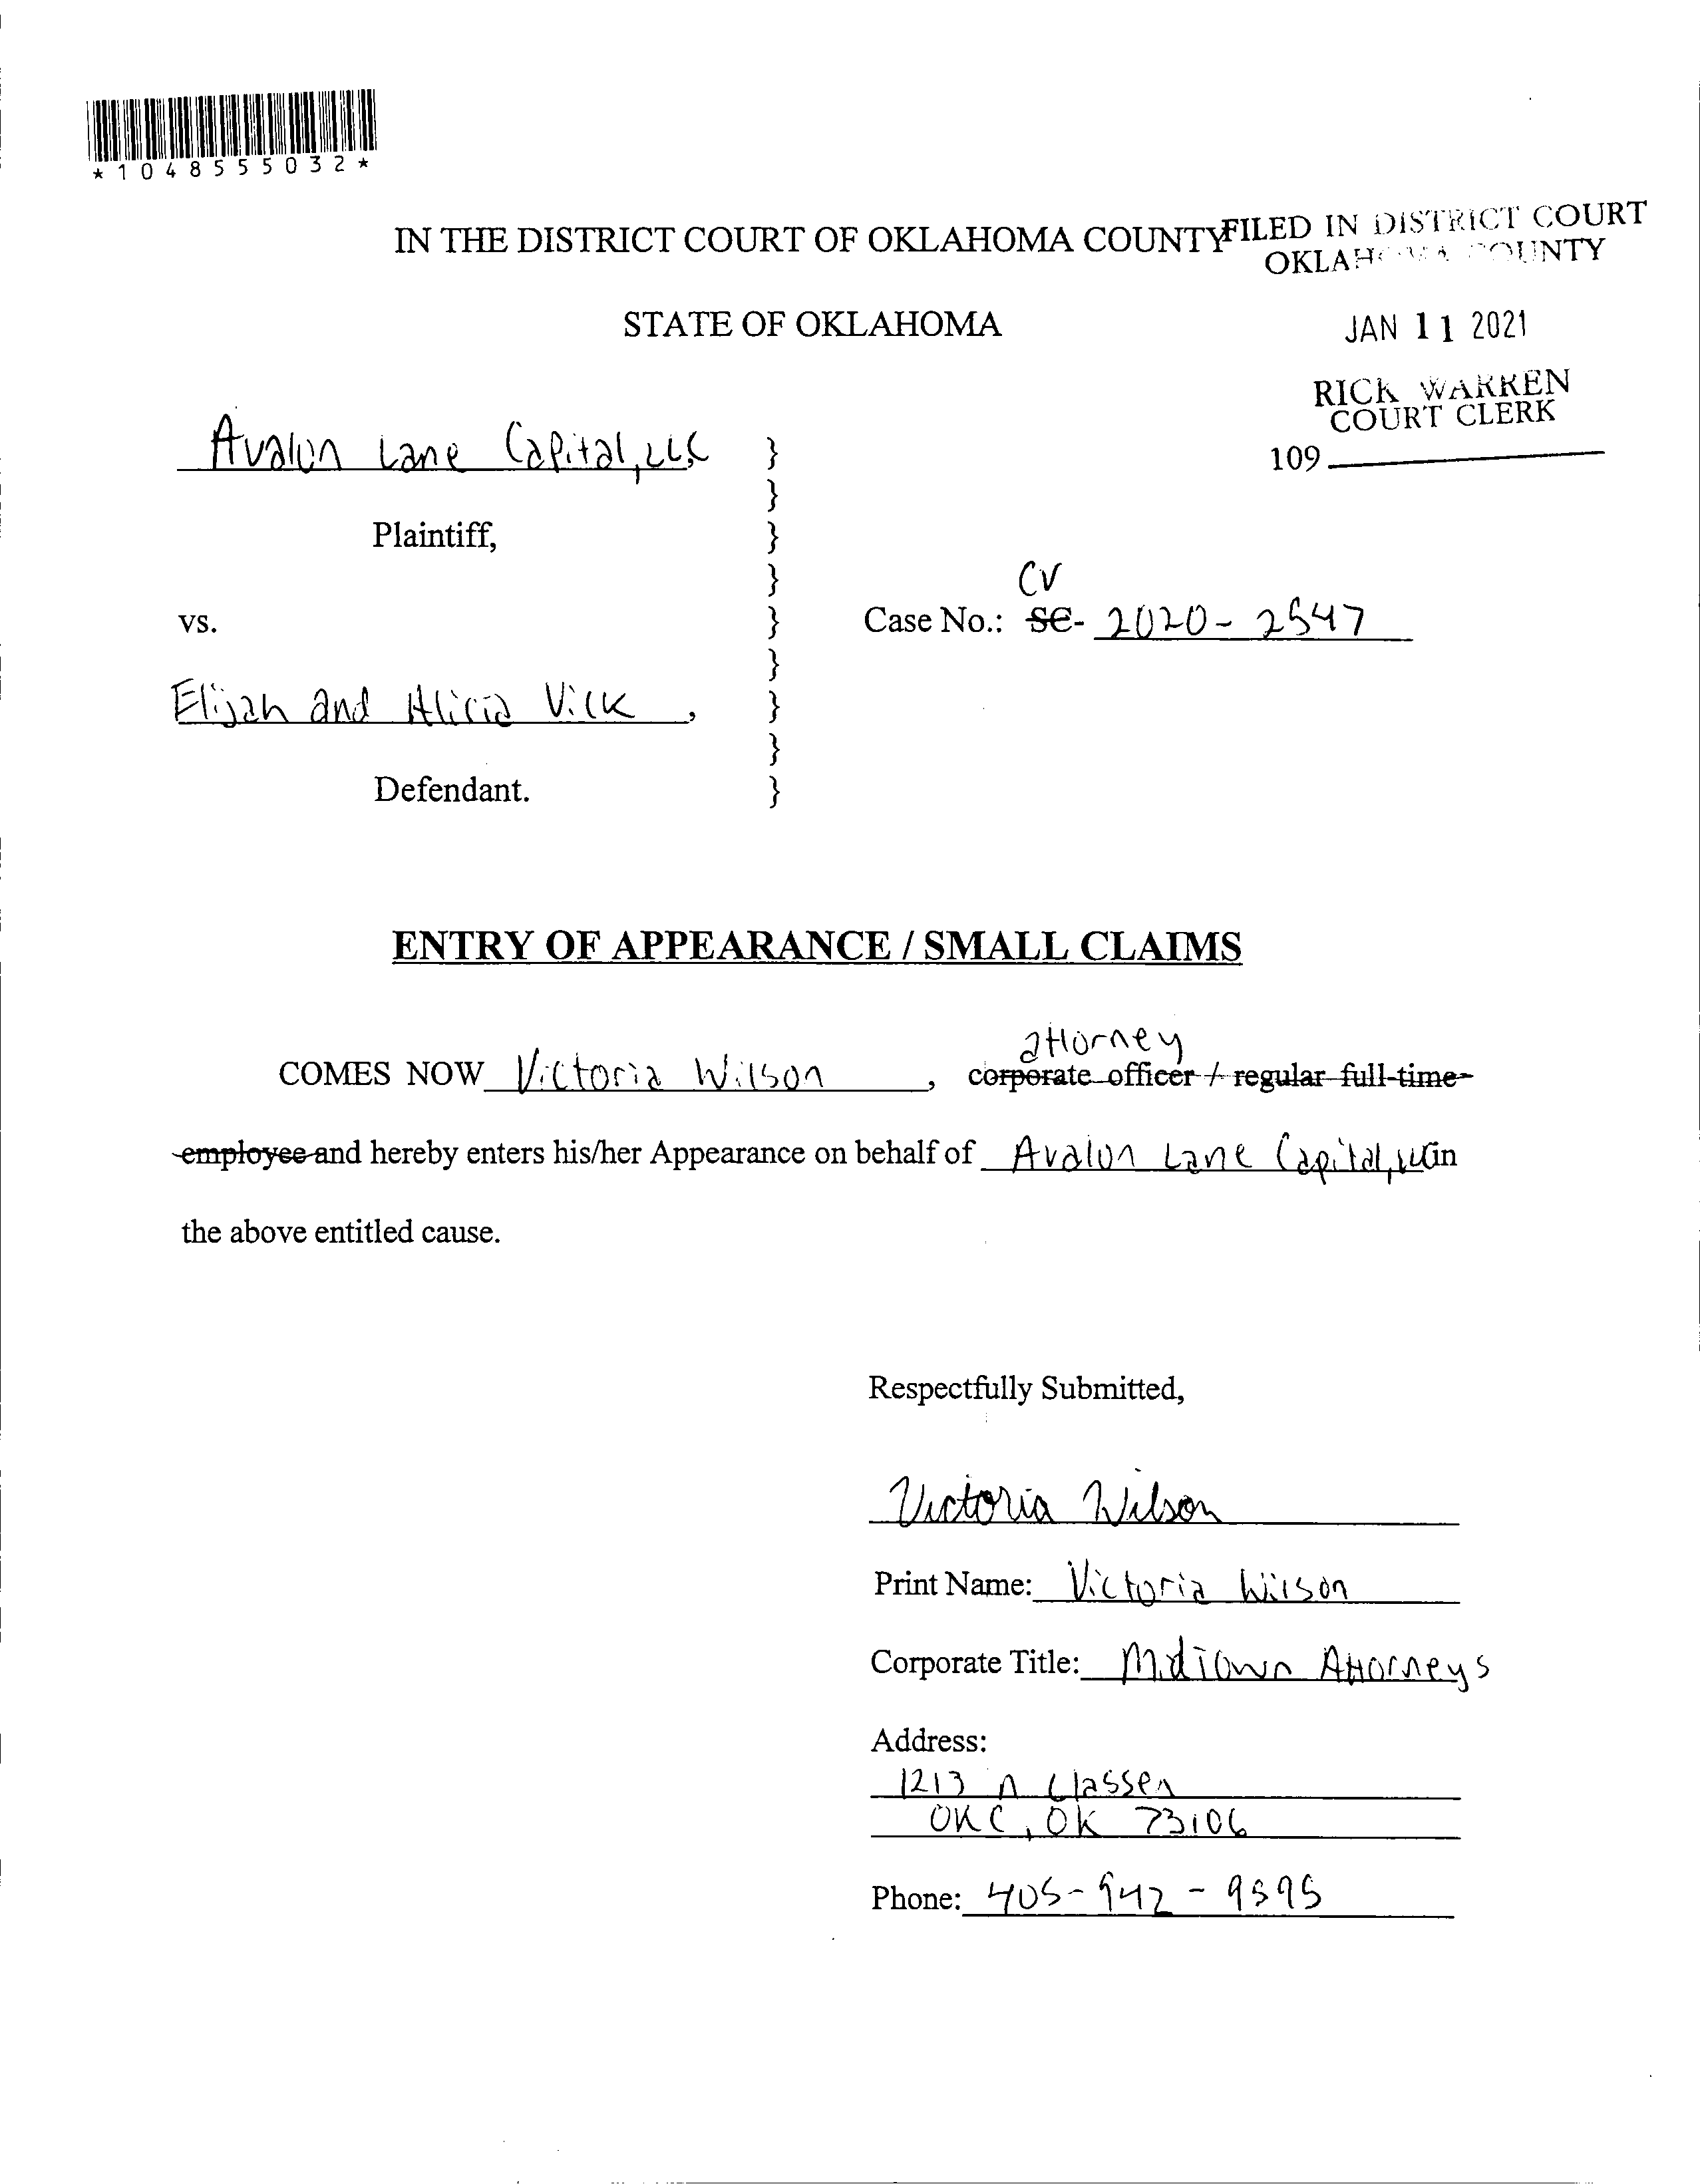 *1048555032*
IN THE DISTRICT COURT OF OKLAHOMA COUNTY
FILED IN DISTRICT COURT
OKLAHOMA COUNTY
STATE OF OKLAHOMA
JAN 11 2021
RICK WARREN
COURT CLERK
109
Avalon Lane Capital, LLC }
}
Plaintiff, }
}
CV
vs. } Case No.: SC- 2020-2547
}
Elijah and Alicia Vick , }
}
Defendant. }
ENTRY OF APPEARANCE / SMALL CLAIMS
attorney
COMES NOW Victoria Wilson , corporate officer / regular full-time
employee and hereby enters his/her Appearance on behalf of Avalon Lane Capital, LLC in
the above entitled cause.
Respectfully Submitted,
Victoria Wilson
Print Name: Victoria Wilson
Corporate Title: Midtown Attorneys
Address:
1213 N Classen
OKC, OK 73106
Phone: 405-942-9595